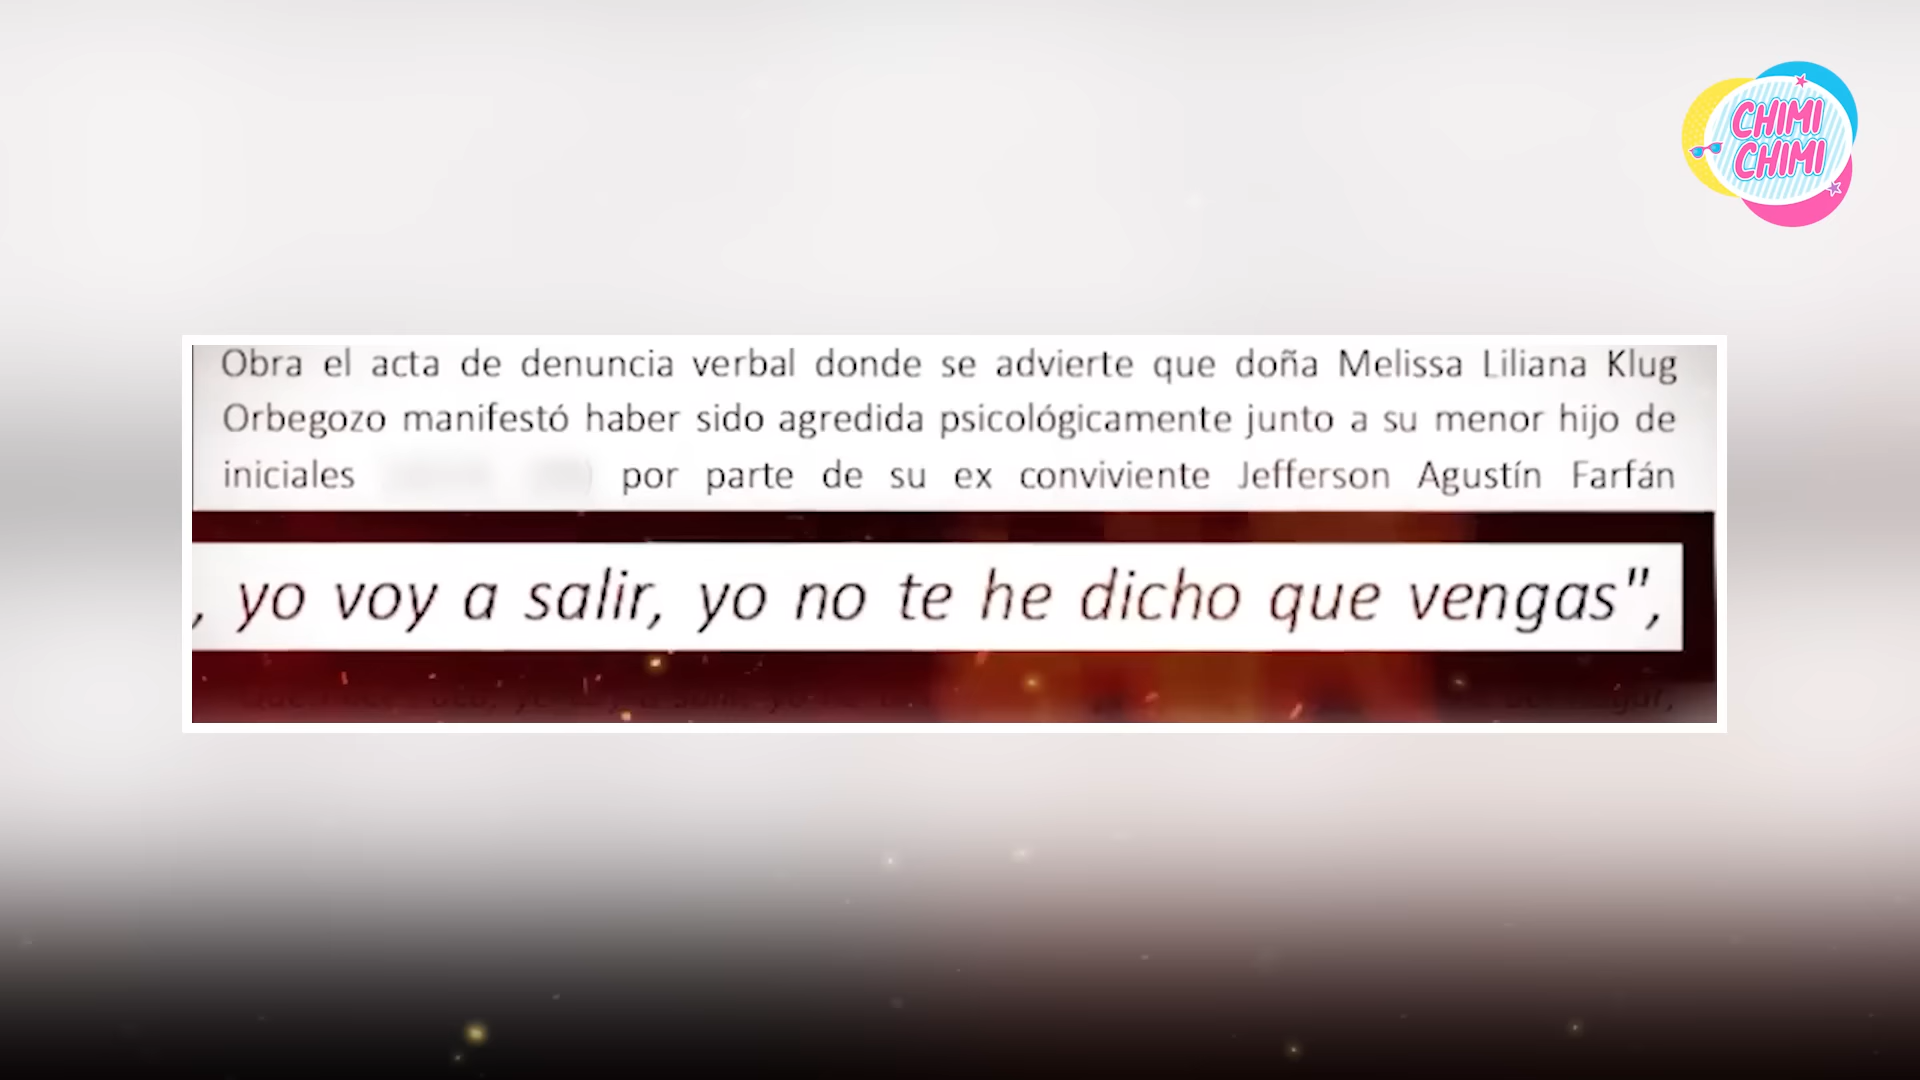 CHIMI
CHIMI
Obra el acta de denuncia verbal donde se advierte que doña Melissa Liliana Klug
Orbegozo manifestó haber sido agredida psicológicamente junto a su menor hijo de
iniciales por parte de su ex conviviente Jefferson Agustín Farfán
, yo voy a salir, yo no te he dicho que vengas",